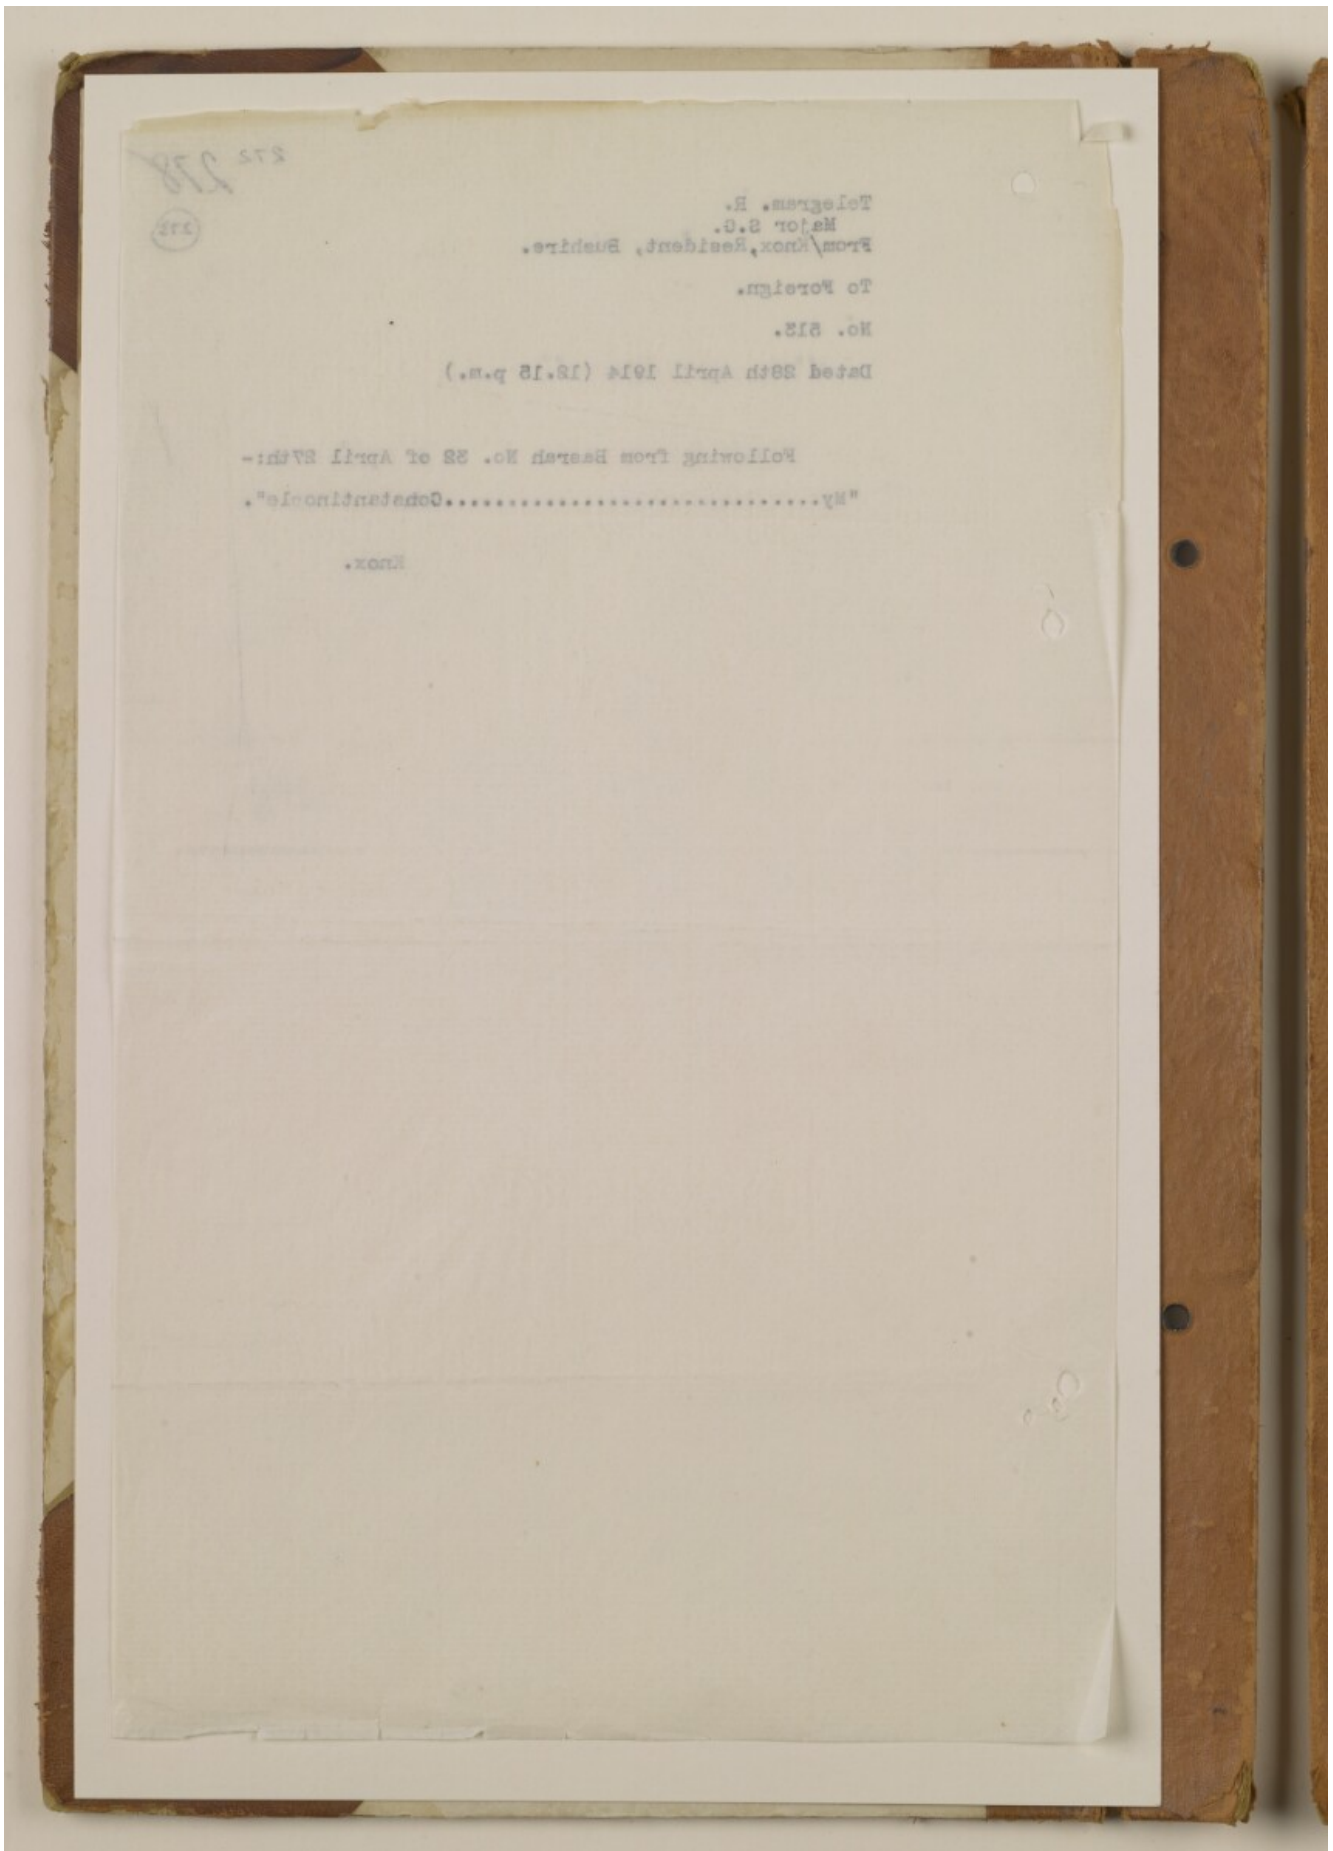 272 278
272
Telegram. R.
Major S.G.
From/Knox,Resident, Bushire.
To Foreign.
No. 513.
Dated 28th April 1914 (12.15 p.m.)
Following from Basrah No. 32 of April 27th:-
"My................................Constantinople".
Knox.